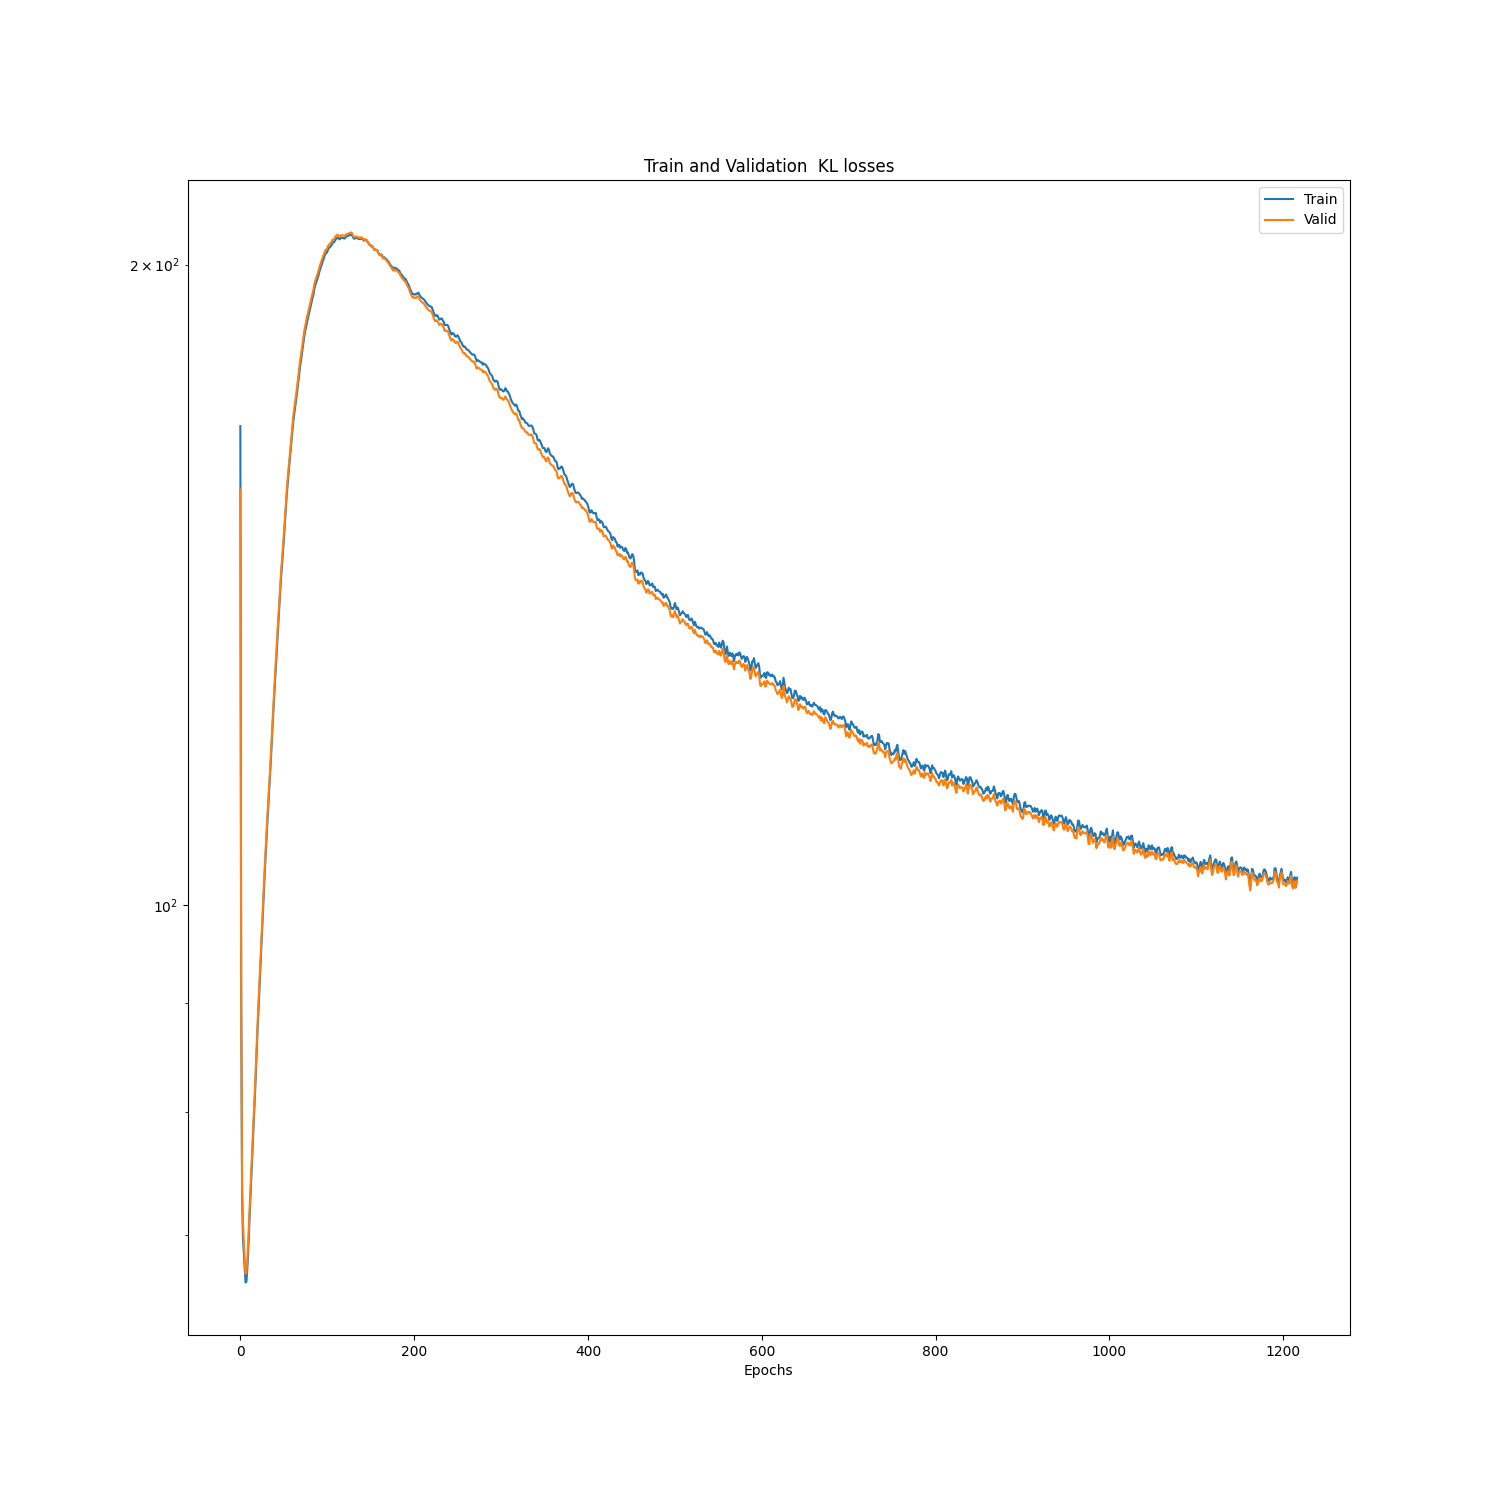 Train and Validation  KL losses
Train
Valid
2 × 10²
10²
0 200 400 600 800 1000 1200
Epochs